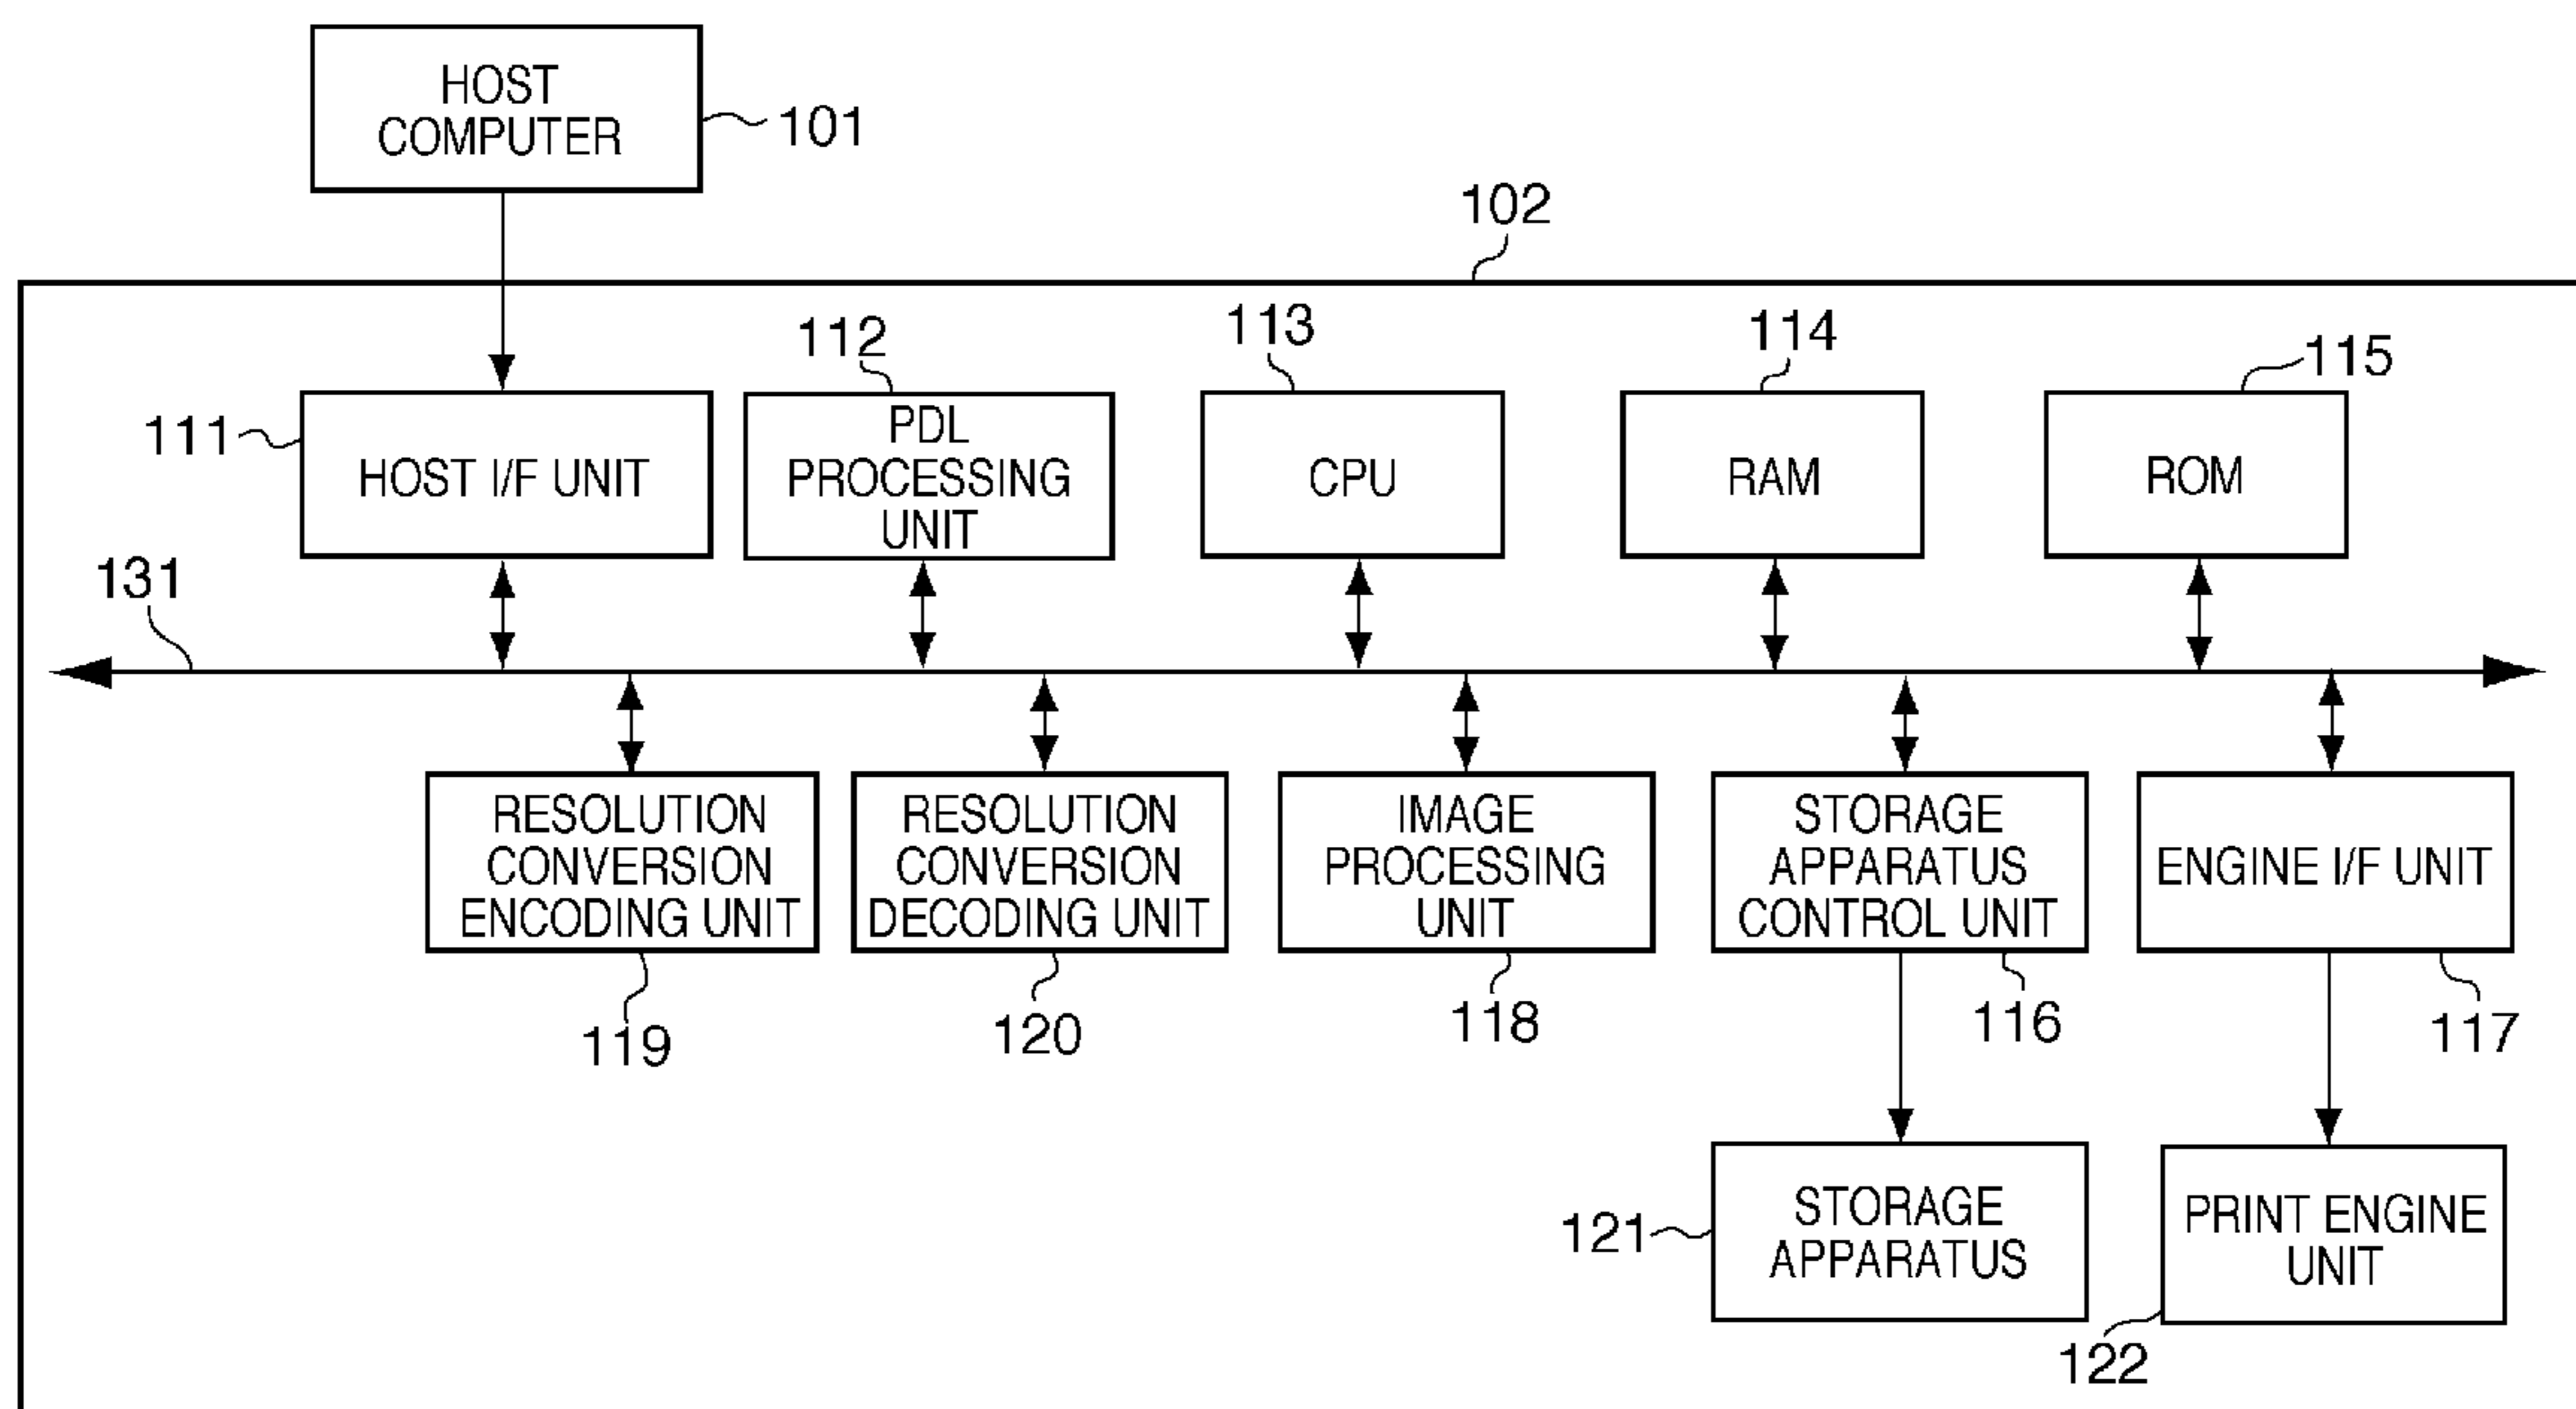 HOST
COMPUTER
101
102
111
HOST I/F UNIT
112
PDL
PROCESSING
UNIT
113
CPU
114
RAM
115
ROM
131
RESOLUTION
CONVERSION
ENCODING UNIT
119
RESOLUTION
CONVERSION
DECODING UNIT
120
IMAGE
PROCESSING
UNIT
118
STORAGE
APPARATUS
CONTROL UNIT
116
ENGINE I/F UNIT
117
121
STORAGE
APPARATUS
PRINT ENGINE
UNIT
122